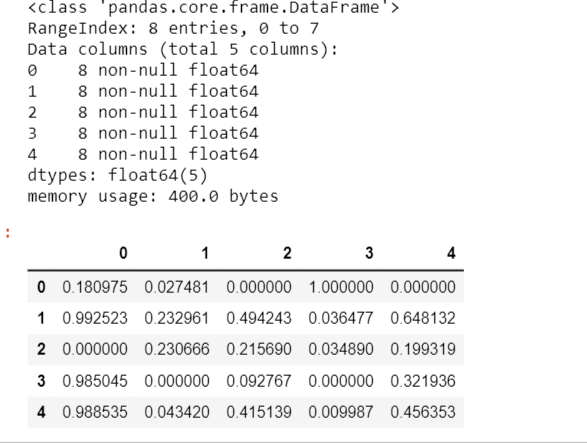 <class 'pandas.core.frame.DataFrame'>
RangeIndex: 8 entries, 0 to 7
Data columns (total 5 columns):
0    8 non-null float64
1    8 non-null float64
2    8 non-null float64
3    8 non-null float64
4    8 non-null float64
dtypes: float64(5)
memory usage: 400.0 bytes
:
0 1 2 3 4
0 0.180975 0.027481 0.000000 1.000000 0.000000
1 0.992523 0.232961 0.494243 0.036477 0.648132
2 0.000000 0.230666 0.215690 0.034890 0.199319
3 0.985045 0.000000 0.092767 0.000000 0.321936
4 0.988535 0.043420 0.415139 0.009987 0.456353